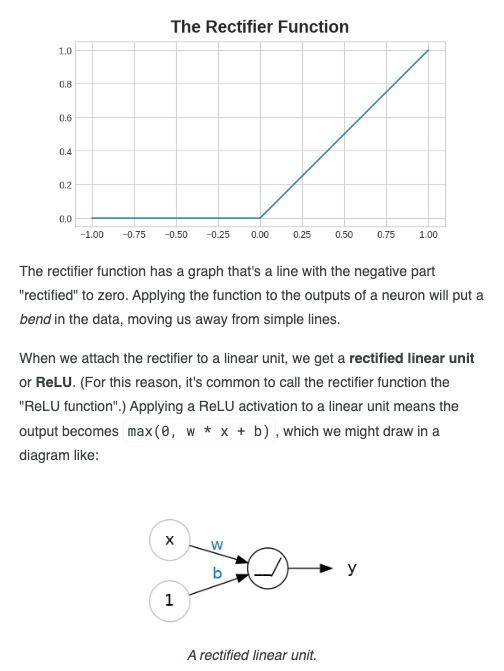 The Rectifier Function
1.0
0.8
0.6
0.4
0.2
0.0
−1.00 −0.75 −0.50 −0.25 0.00 0.25 0.50 0.75 1.00
The rectifier function has a graph that's a line with the negative part
"rectified" to zero. Applying the function to the outputs of a neuron will put a
bend in the data, moving us away from simple lines.
When we attach the rectifier to a linear unit, we get a rectified linear unit
or ReLU. (For this reason, it's common to call the rectifier function the
"ReLU function".) Applying a ReLU activation to a linear unit means the
output becomes max(0, w * x + b) , which we might draw in a
diagram like:
x
w
b
y
1
A rectified linear unit.